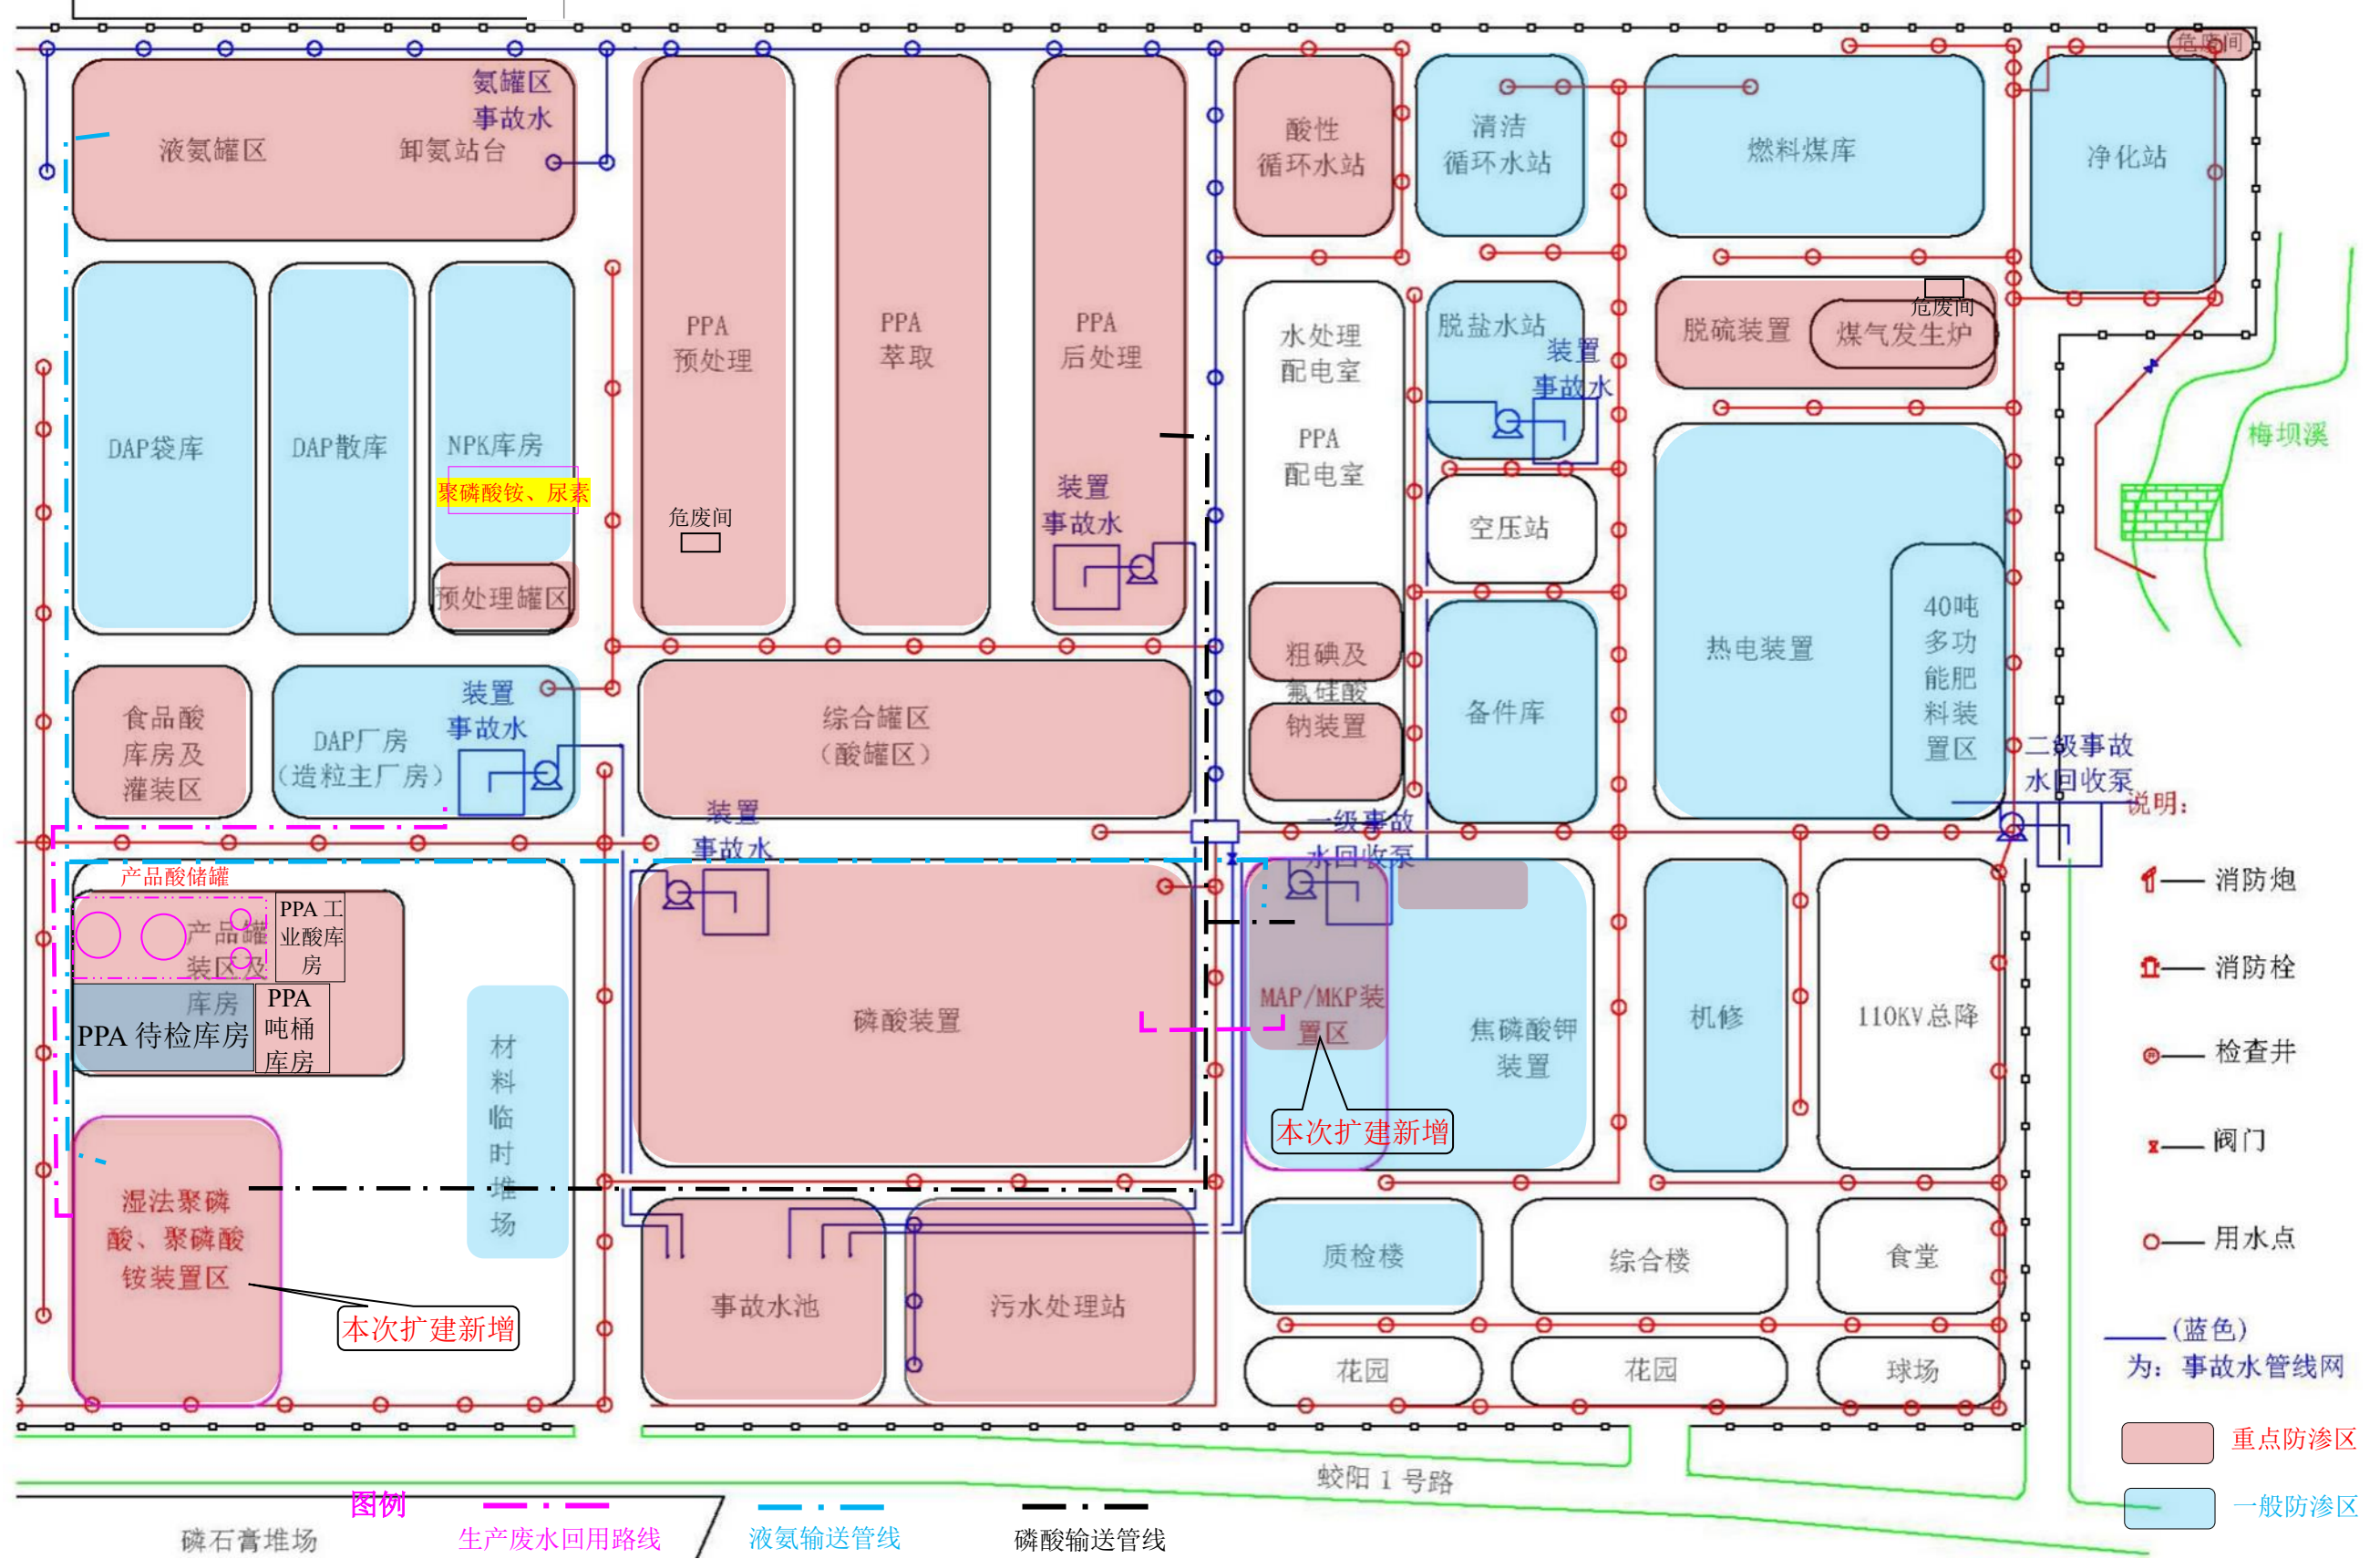 危废间
氨罐区
事故水
液氨罐区
卸氨站台
酸性
循环水站
清洁
循环水站
燃料煤库
净化站
DAP袋库
DAP散库
NPK库房
聚磷酸铵、尿素
预处理罐区
PPA
预处理
危废间
PPA
萃取
PPA
后处理
装置
事故水
水处理
配电室
PPA
配电室
脱盐水站
装置
事故水
空压站
脱硫装置
危废间
煤气发生炉
梅坝溪
热电装置
40吨
多功
能肥
料装
置区
粗碘及
氟硅酸
钠装置
备件库
食品酸
库房及
灌装区
DAP厂房
（造粒主厂房）
装置
事故水
综合罐区
（酸罐区）
装置
事故水
一级事故
水回收泵
二级事故
水回收泵
说明：
消防炮
消防栓
检查井
阀门
用水点
(蓝色)
为：事故水管线网
重点防渗区
一般防渗区
产品酸储罐
产品罐
装区及
库房
PPA 工
业酸库
房
PPA 待检库房
PPA
吨桶
库房
材
料
临
时
堆
场
磷酸装置
MAP/MKP装
置区
焦磷酸钾
装置
本次扩建新增
机修
110KV总降
湿法聚磷
酸、聚磷酸
铵装置区
本次扩建新增
事故水池
污水处理站
质检楼
综合楼
食堂
花园
花园
球场
蛟阳 1 号路
磷石膏堆场
图例
生产废水回用路线
液氨输送管线
磷酸输送管线